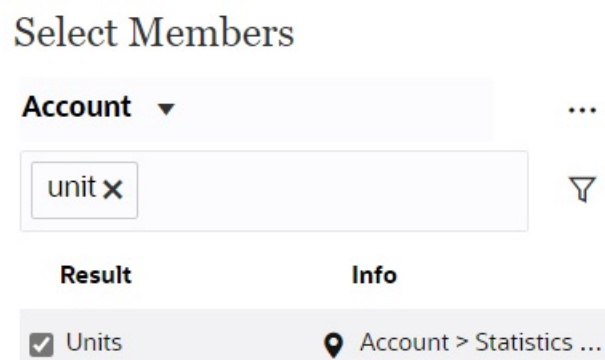 Select Members
Account
...
unit
Result Info
Units Account > Statistics ...